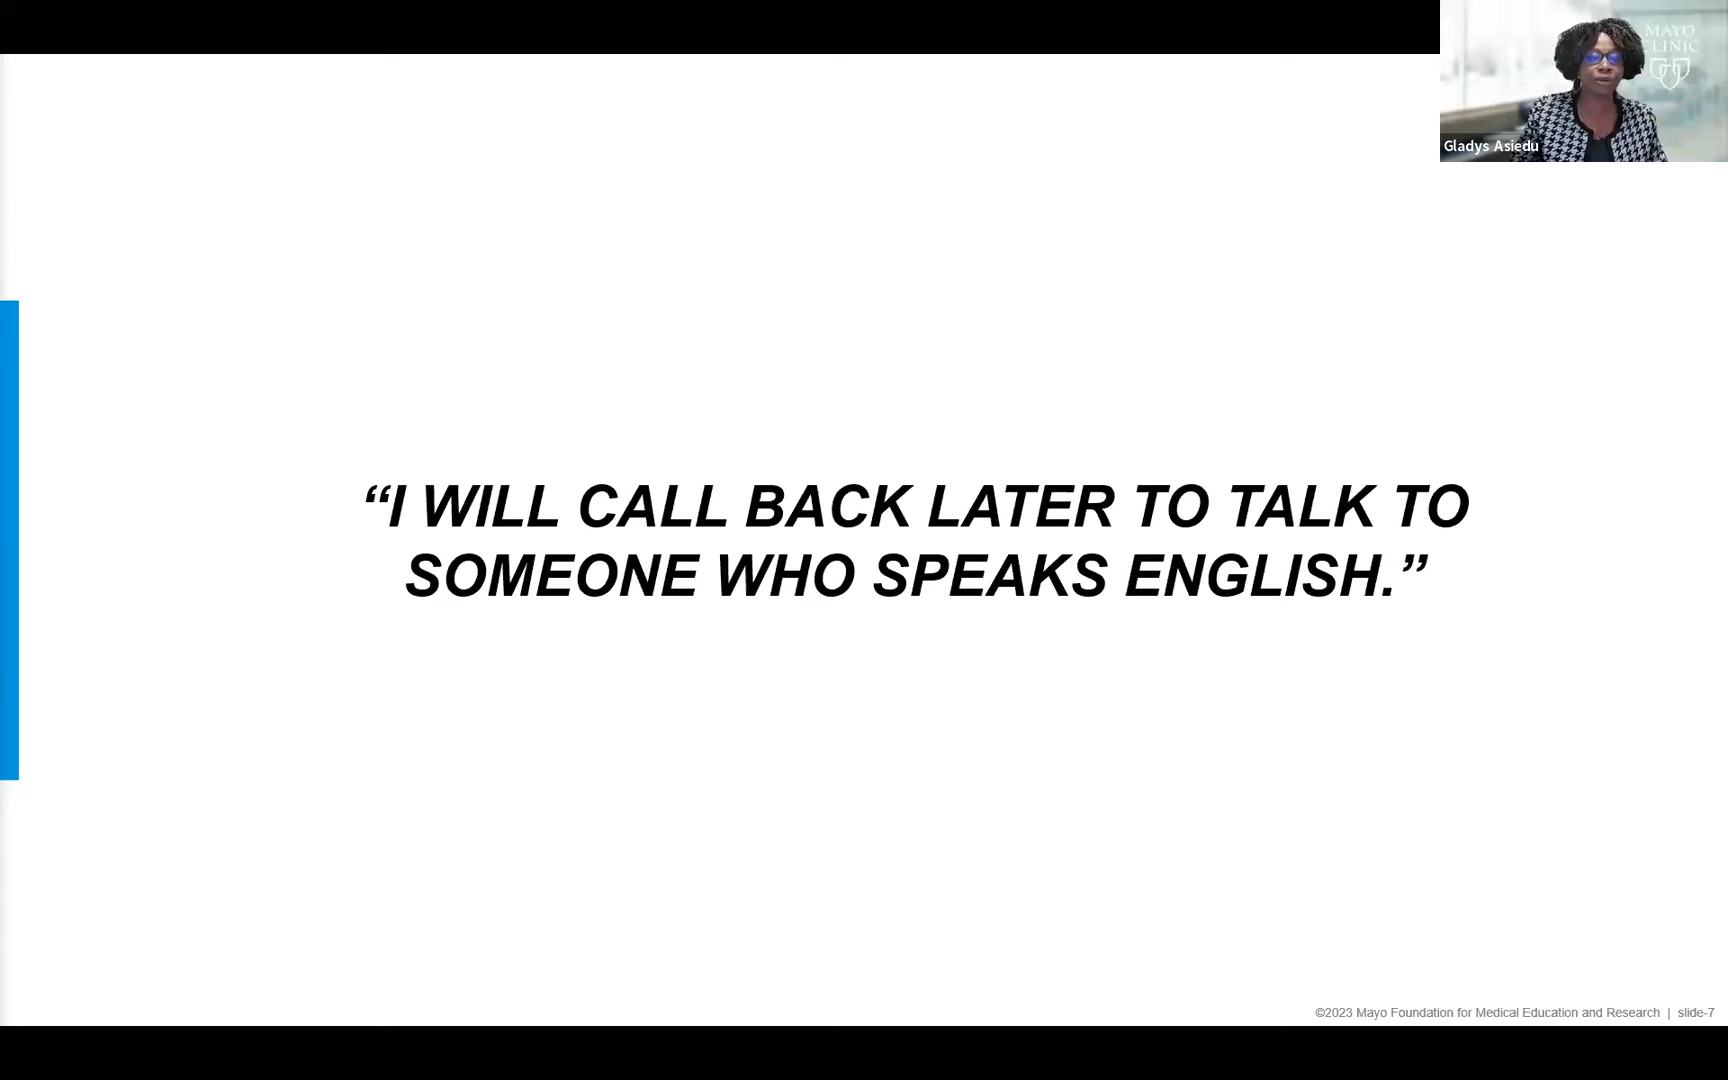 MAYO
CLINIC
Gladys Asiedu
“I WILL CALL BACK LATER TO TALK TO
SOMEONE WHO SPEAKS ENGLISH.”
©2023 Mayo Foundation for Medical Education and Research | slide-7